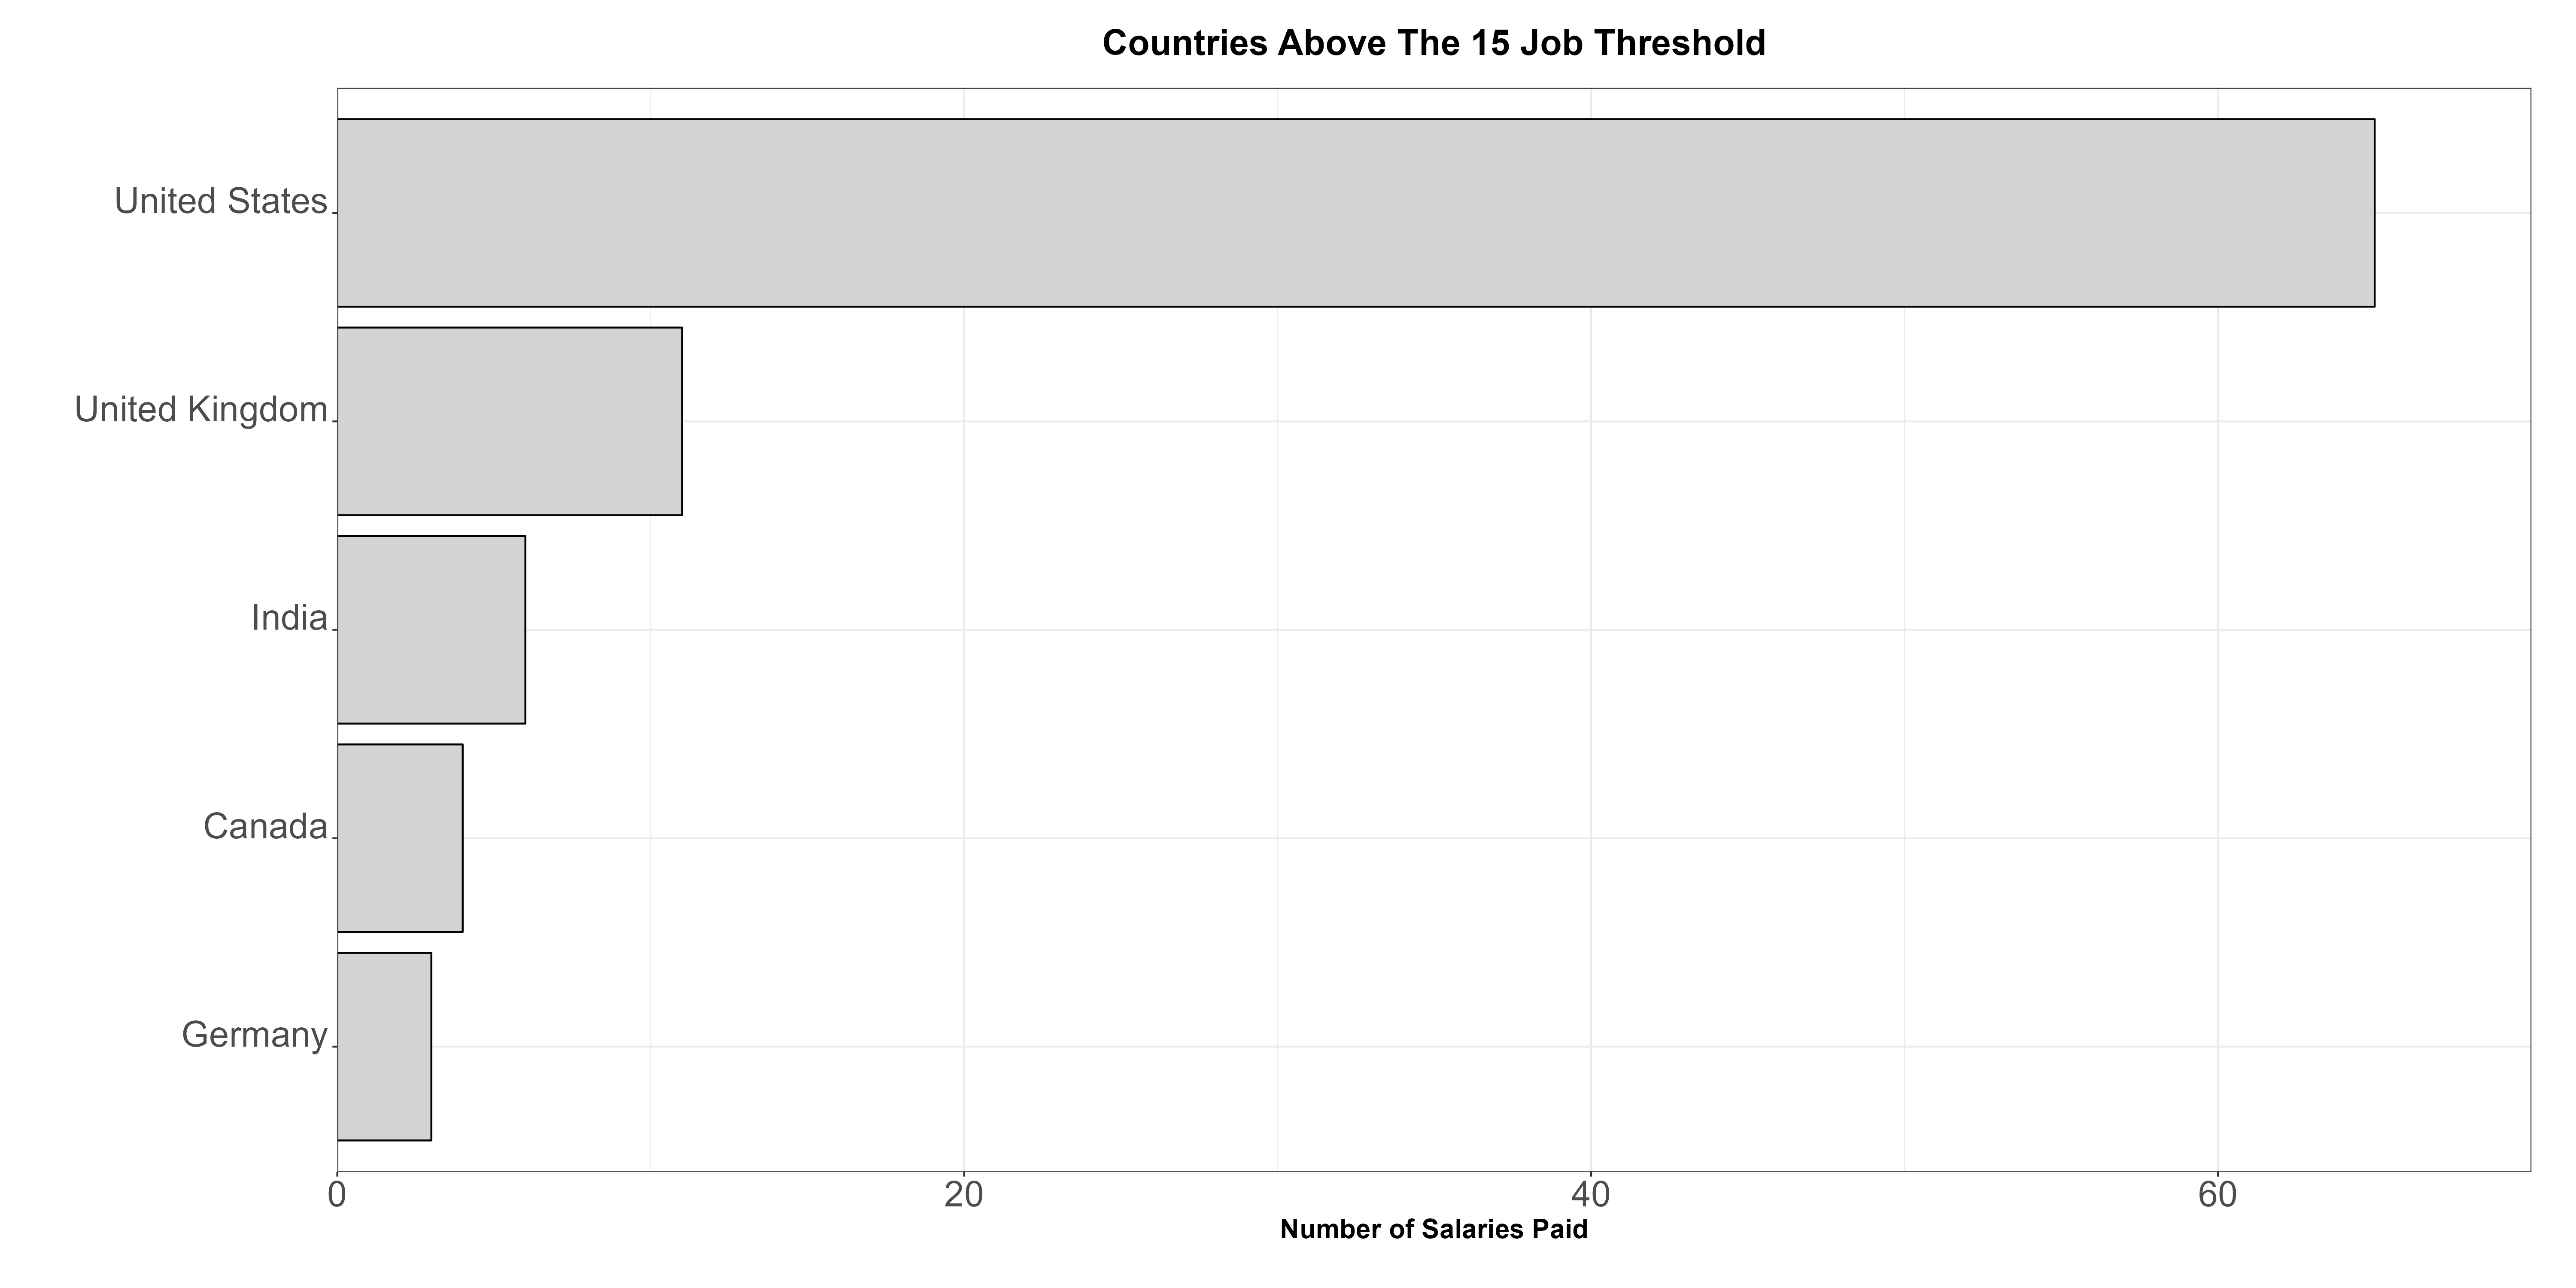 Countries Above The 15 Job Threshold
United States
United Kingdom
India
Canada
Germany
0 20 40 60
Number of Salaries Paid